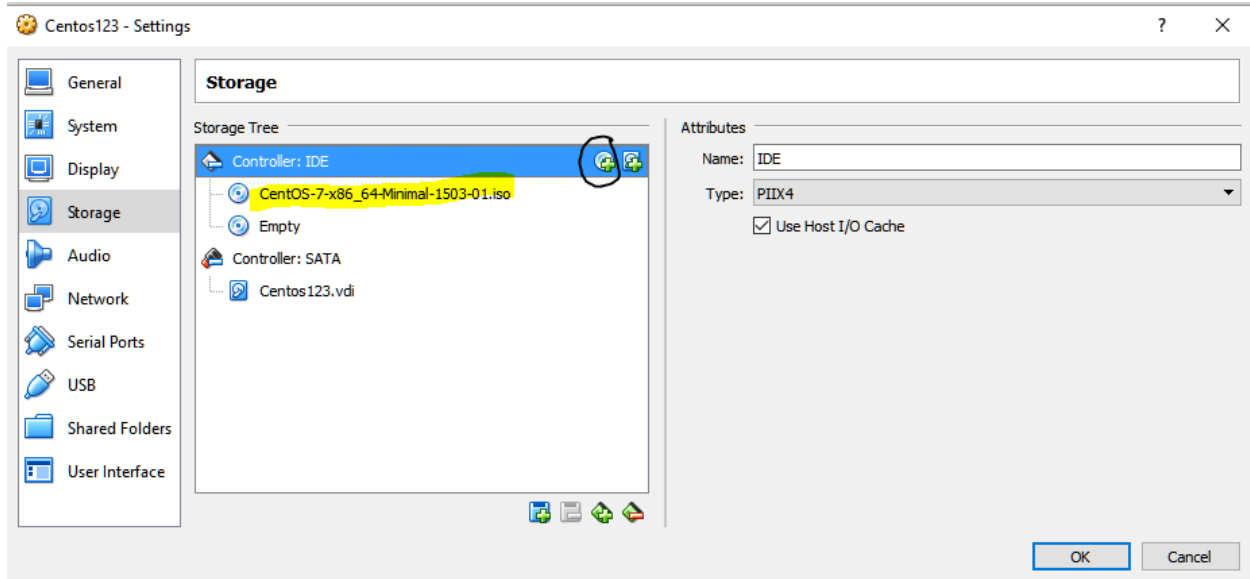 Centos123 - Settings
?
General
System
Display
Storage
Audio
Network
Serial Ports
USB
Shared Folders
User Interface
Storage
Storage Tree
Controller: IDE
CentOS-7-x86_64-Minimal-1503-01.iso
Empty
Controller: SATA
Centos123.vdi
Attributes
Name: IDE
Type: PIIX4
Use Host I/O Cache
OK Cancel